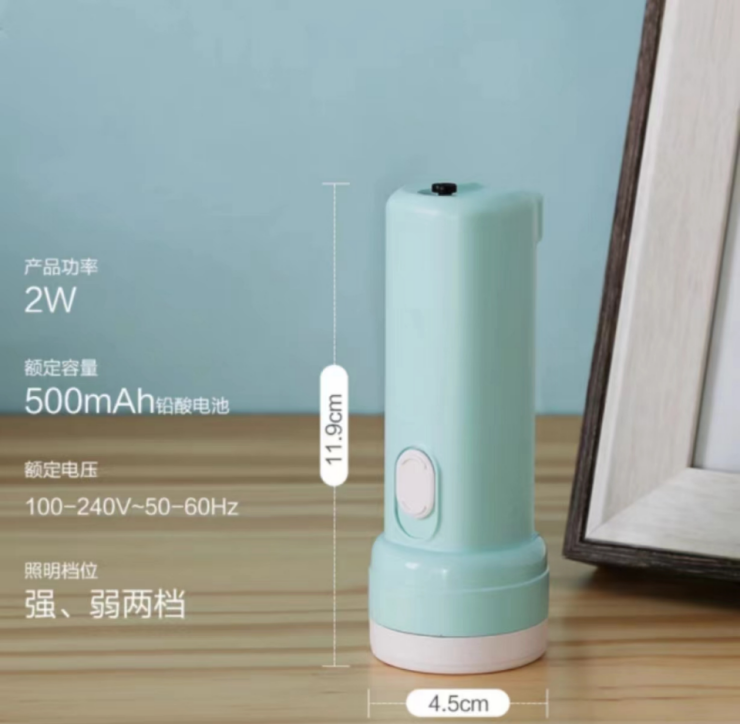 产品功率
2W
额定容量
500mAh铅酸电池
额定电压
100-240V~50-60Hz
照明档位
强、弱两档
11.9cm
4.5cm